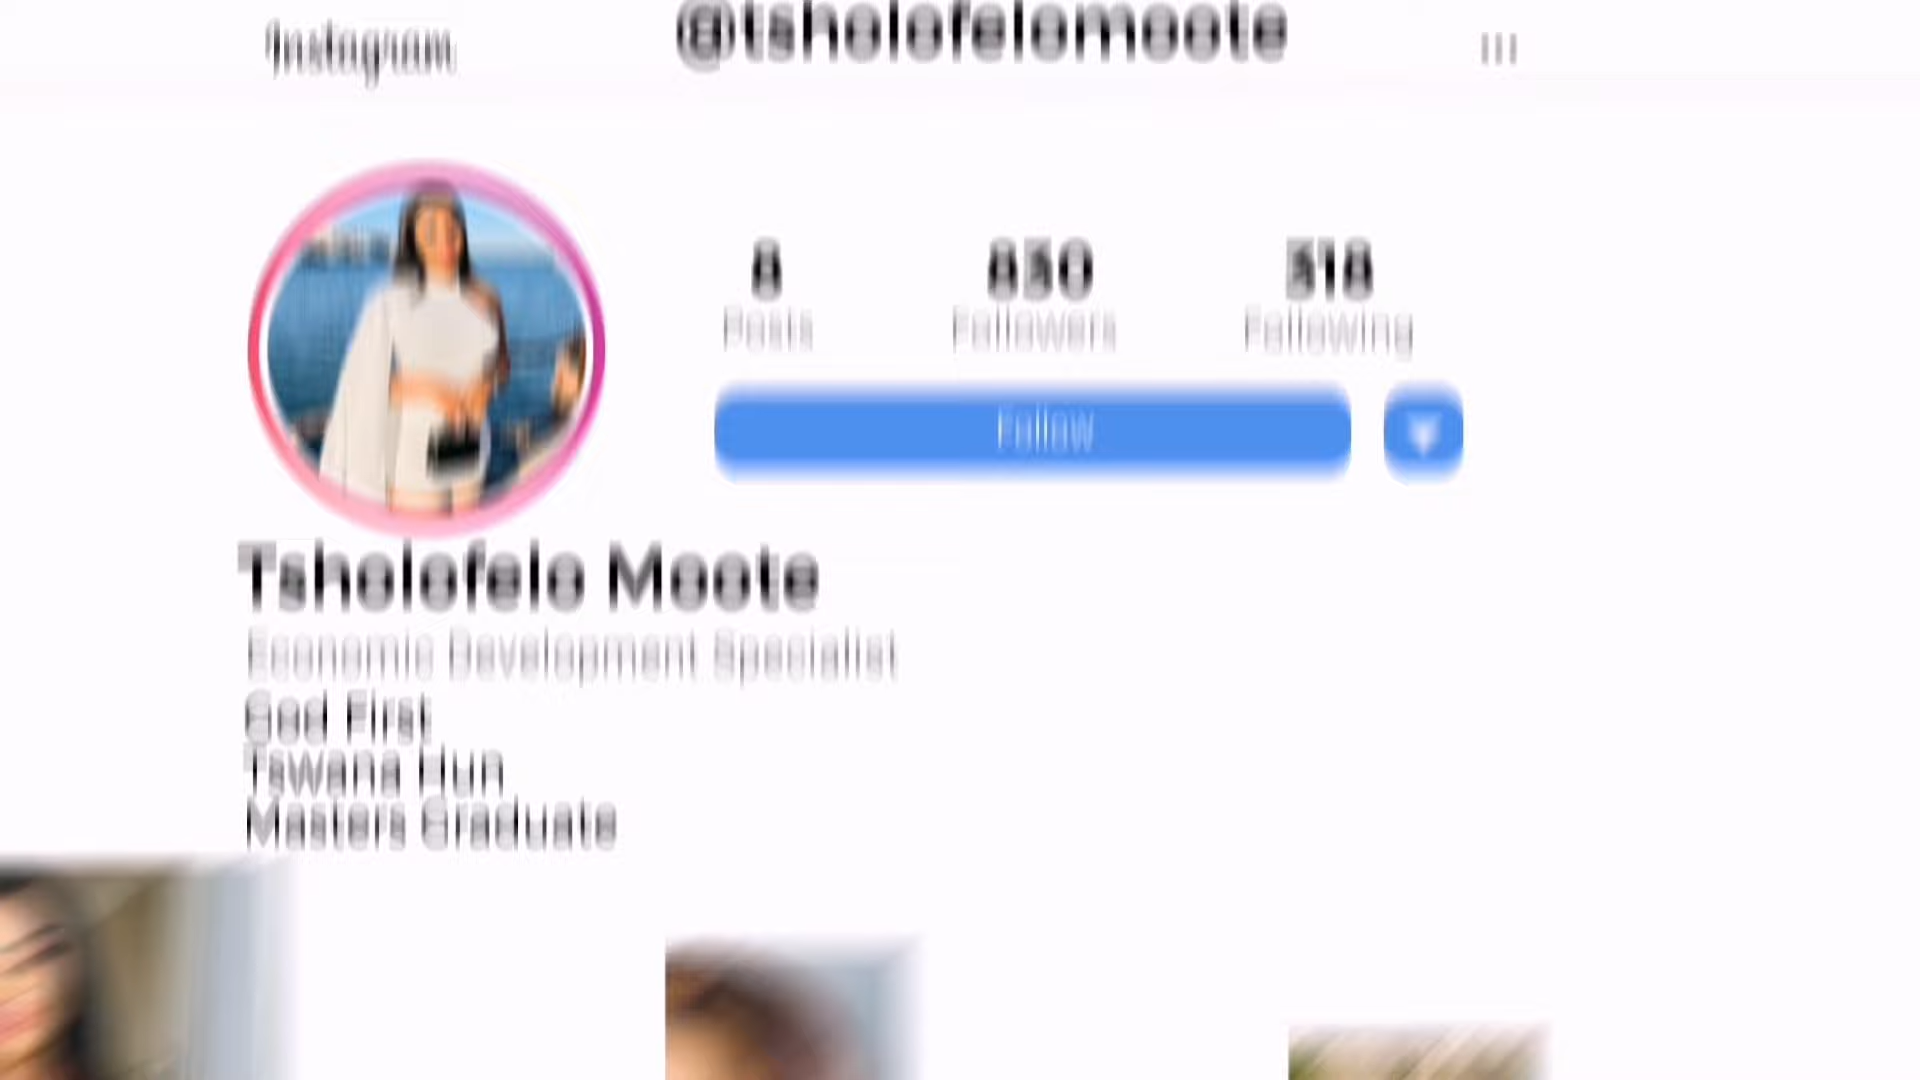 Instagram
@tsholofelomoote
8 830 518
Posts Followers Following
Follow
Tsholofelo Moote
Economic Development Specialist
God First
Tswana Hun
Masters Graduate